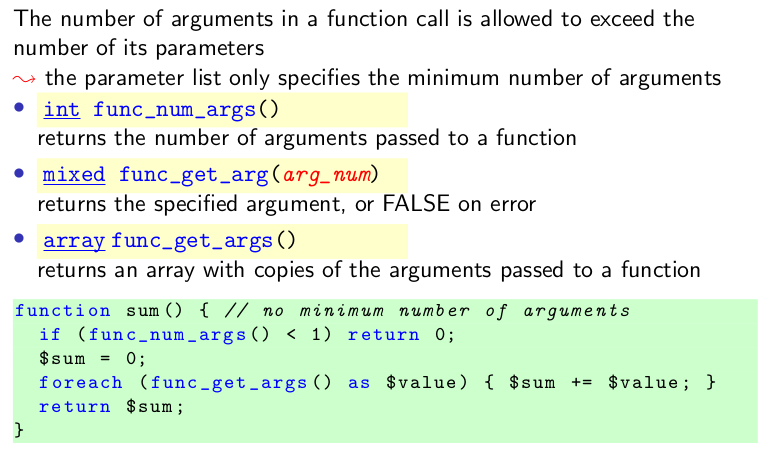 The number of arguments in a function call is allowed to exceed the
number of its parameters
⤳ the parameter list only specifies the minimum number of arguments
• int func_num_args()
returns the number of arguments passed to a function
• mixed func_get_arg(arg_num)
returns the specified argument, or FALSE on error
• array func_get_args()
returns an array with copies of the arguments passed to a function
function sum() { // no minimum number of arguments
  if (func_num_args() < 1) return 0;
  $sum = 0;
  foreach (func_get_args() as $value) { $sum += $value; }
  return $sum;
}